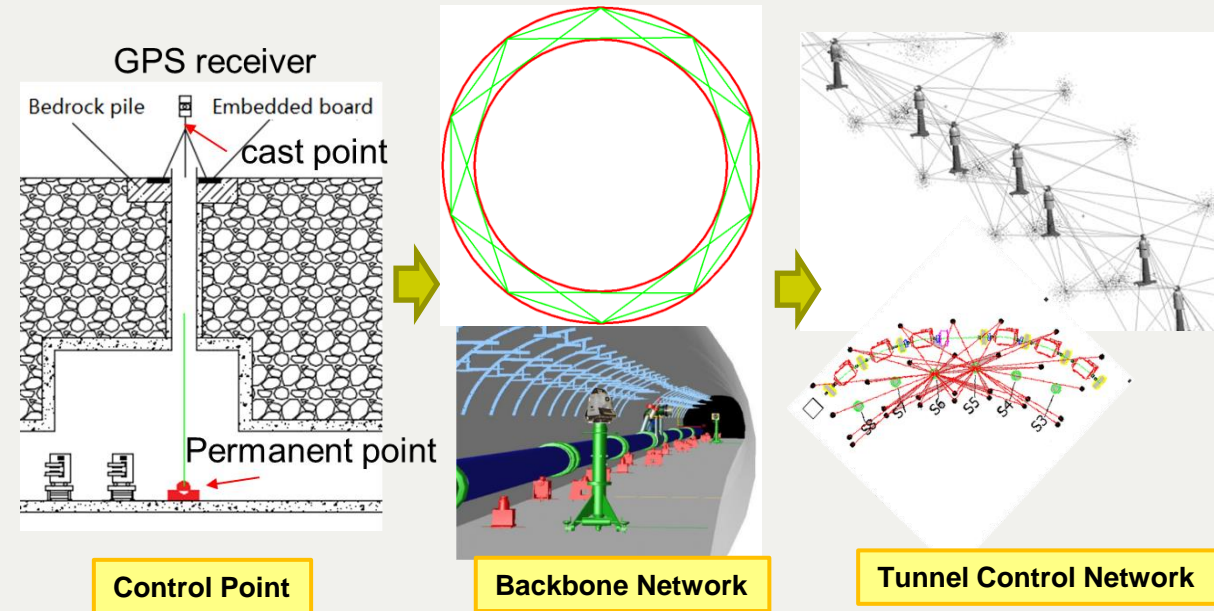 GPS receiver
Bedrock pile
Embedded board
cast point
Permanent point
S8
S7
S6
S5
S4
S3
Control Point
Backbone Network
Tunnel Control Network